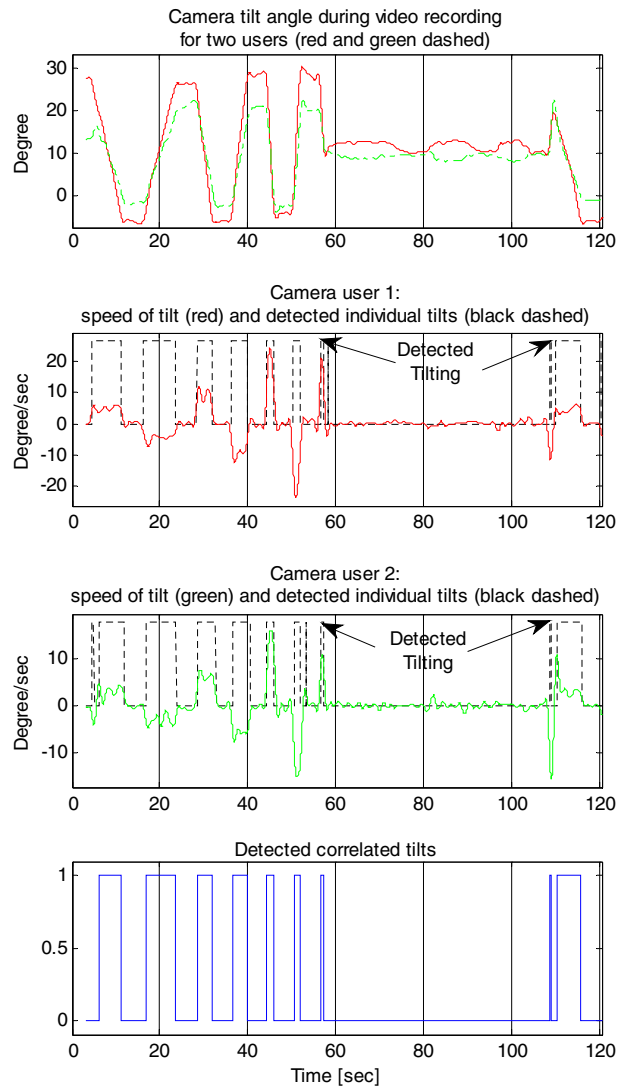 Camera tilt angle during video recording
for two users (red and green dashed)
30
20
10
0
Degree
0 20 40 60 80 100 120
Camera user 1:
speed of tilt (red) and detected individual tilts (black dashed)
20
10
0
-10
-20
Degree/sec
Detected
Tilting
0 20 40 60 80 100 120
Camera user 2:
speed of tilt (green) and detected individual tilts (black dashed)
10
0
-10
Degree/sec
Detected
Tilting
0 20 40 60 80 100 120
Detected correlated tilts
1
0.5
0
0 20 40 60 80 100 120
Time [sec]